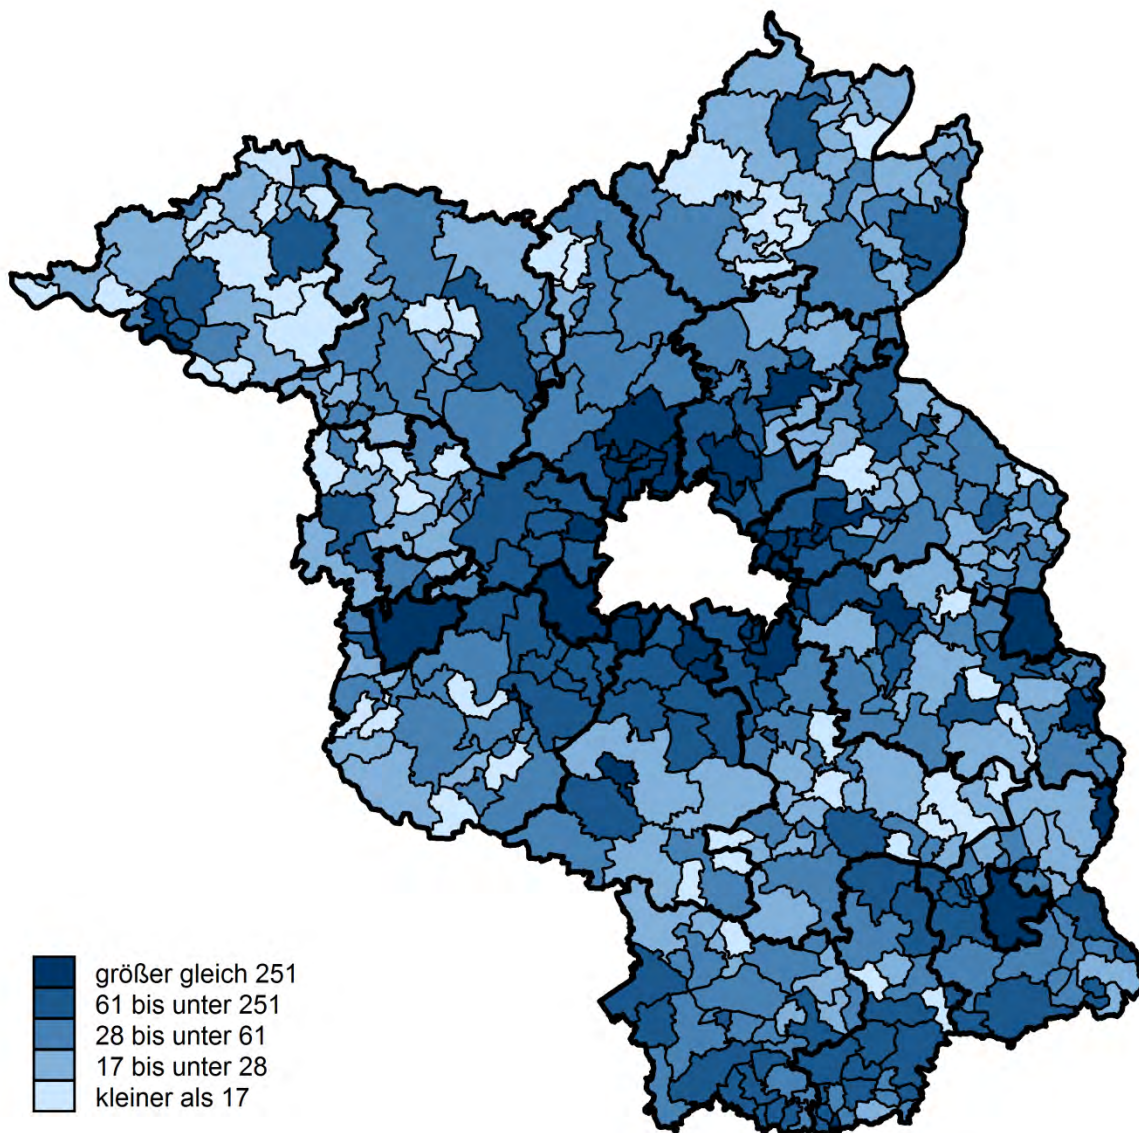 größer gleich 251
61 bis unter 251
28 bis unter 61
17 bis unter 28
kleiner als 17